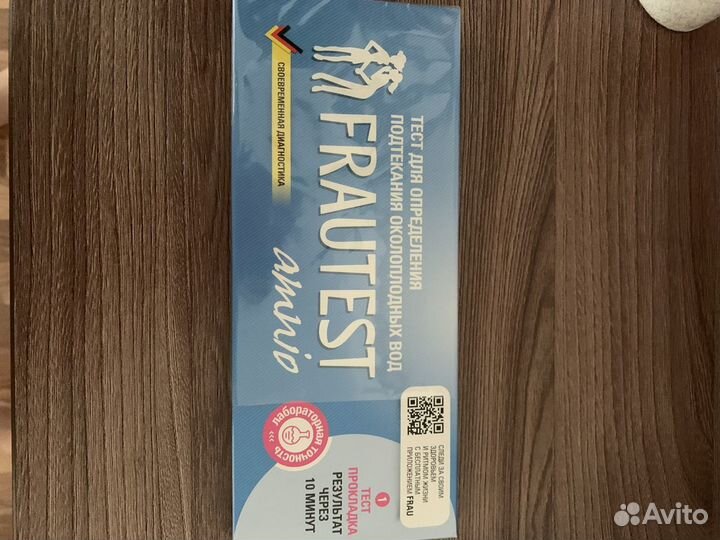 СВОЕВРЕМЕННАЯ ДИАГНОСТИКА
ТЕСТ ДЛЯ ОПРЕДЕЛЕНИЯ
ПОДТЕКАНИЯ ОКОЛОПЛОДНЫХ ВОД
FRAUTEST
amnio
СЛЕДИ ЗА СВОИМ
ЗДОРОВЬЕМ
И РИТМОМ ЖИЗНИ
С БЕСПЛАТНЫМ
ПРИЛОЖЕНИЕМ FRAU
лабораторная точность
<<<
1
ТЕСТ
ПРОКЛАДКА
РЕЗУЛЬТАТ
ЧЕРЕЗ
10 МИНУТ
Avito